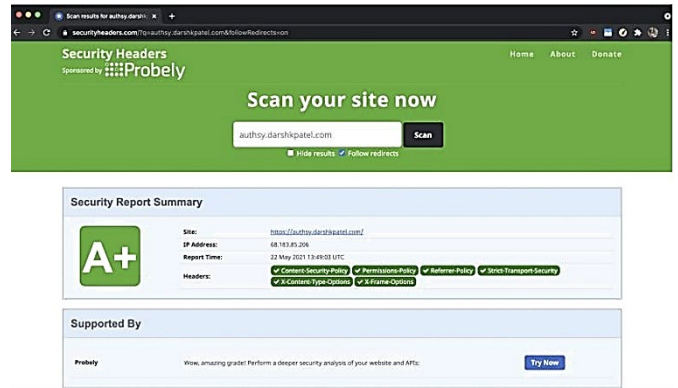 Scan results for authsy.darshk
securityheaders.com/?q=authsy.darshkpatel.com&followRedirects=on
Security Headers
Sponsored by Probely
Home About Donate
Scan your site now
authsy.darshkpatel.com Scan
Hide results Follow redirects
Security Report Summary
A+
Site: https://authsy.darshkpatel.com/
IP Address: 68.183.85.206
Report Time: 22 May 2021 13:49:03 UTC
Headers: Content-Security-Policy Permissions-Policy Referrer-Policy Strict-Transport-Security
X-Content-Type-Options X-Frame-Options
Supported By
Probely Wow, amazing grade! Perform a deeper security analysis of your website and APIs: Try Now